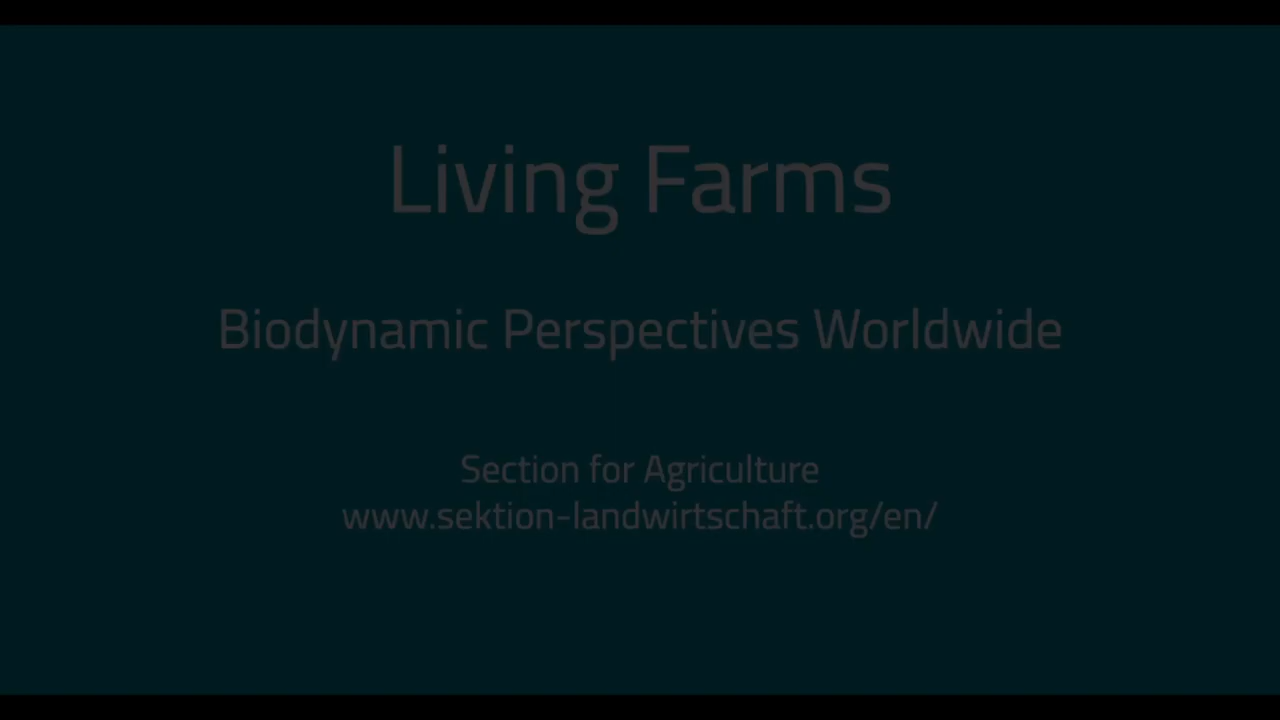 Living Farms
Biodynamic Perspectives Worldwide
Section for Agriculture
www.sektion-landwirtschaft.org/en/